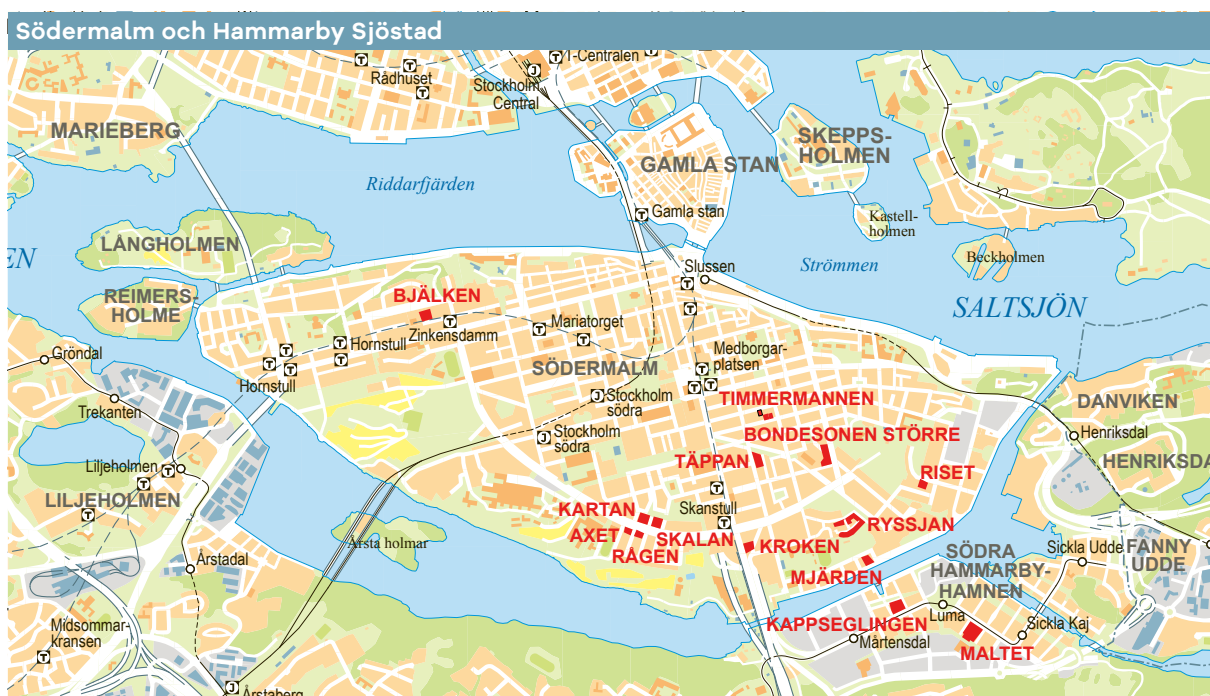 Södermalm och Hammarby Sjöstad
T-Centralen
Rådhuset
Stockholm
Central
MARIEBERG
SKEPPS-
HOLMEN
GAMLA STAN
Riddarfjärden
Gamla stan
Kastell-
holmen
LÅNGHOLMEN
EN
Slussen
Strömmen
Beckholmen
REIMERS-
HOLME
BJÄLKEN
SALTSJÖN
Zinkensdamm
Mariatorget
Hornstull
Gröndal
Medborgar-
platsen
SÖDERMALM
Hornstull
Stockholm
södra
TIMMERMANNEN
DANVIKEN
Trekanten
Stockholm
södra
BONDESONEN STÖRRE
Henriksdal
TÄPPAN
HENRIKSDA
Liljeholmen
RISET
LILJEHOLMEN
KARTAN
Skanstull
AXET
SKALAN
RYSSJAN
RÅGEN
KROKEN
Årsta holmar
Årstadal
SÖDRA
HAMMARBY-
HAMNEN
Sickla Udde
FANNY
UDDE
MJÄRDEN
Luma
KAPPSEGLINGEN
Sickla Kaj
Mårtensdal
Midsommar-
kransen
MALTET
Årstaberg